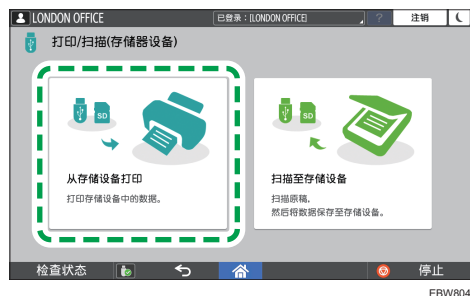 LONDON OFFICE
已登录：[LONDON OFFICE]
?
注销
打印/扫描(存储器设备)
SD
SD
从存储设备打印
打印存储设备中的数据。
扫描至存储设备
扫描原稿，
然后将数据保存至存储设备。
检查状态
停止
EBW804